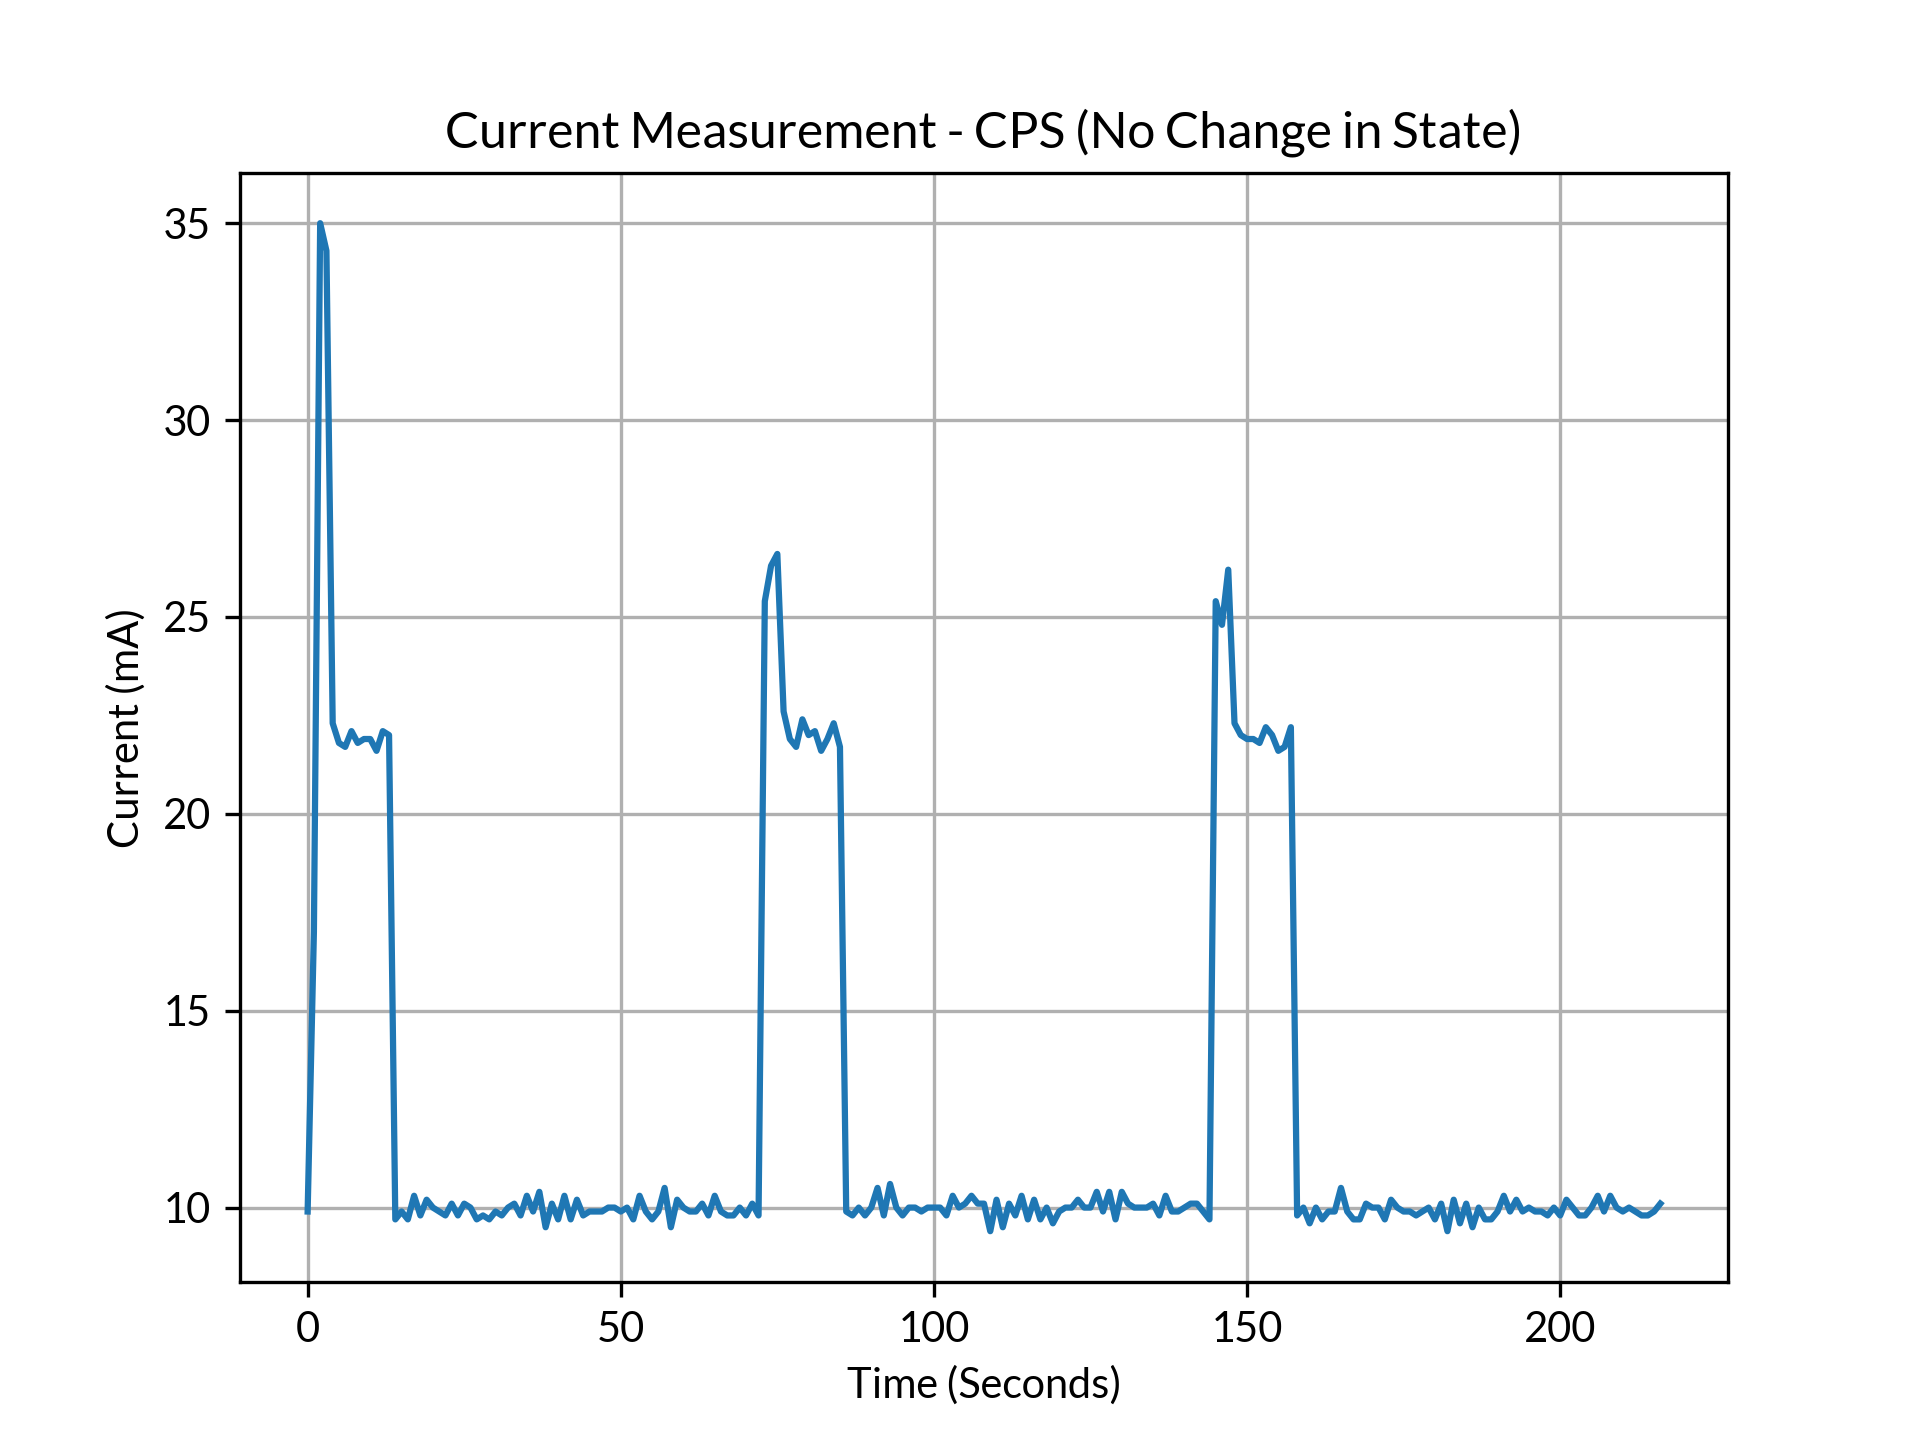 Current Measurement - CPS (No Change in State)
35
30
25
20
15
10
Current (mA)
0 50 100 150 200
Time (Seconds)